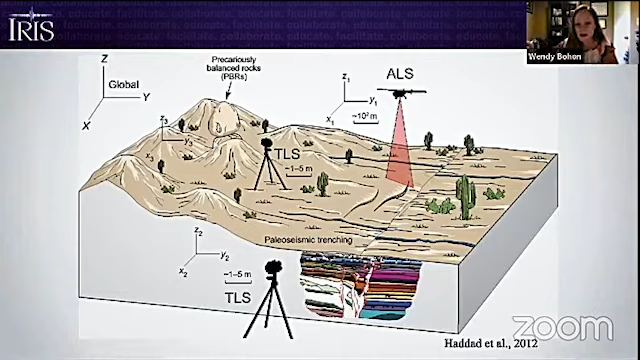 IRIS
Wendy Bohon
Z
Global
Y
X
Precariously
balanced rocks
(PBRs)
z₁
y₁
x₁
ALS
~10² m
z₃
y₃
x₃
TLS
~1–5 m
Paleoseismic trenching
z₂
y₂
x₂
~1–5 m
TLS
Haddad et al., 2012
zoom